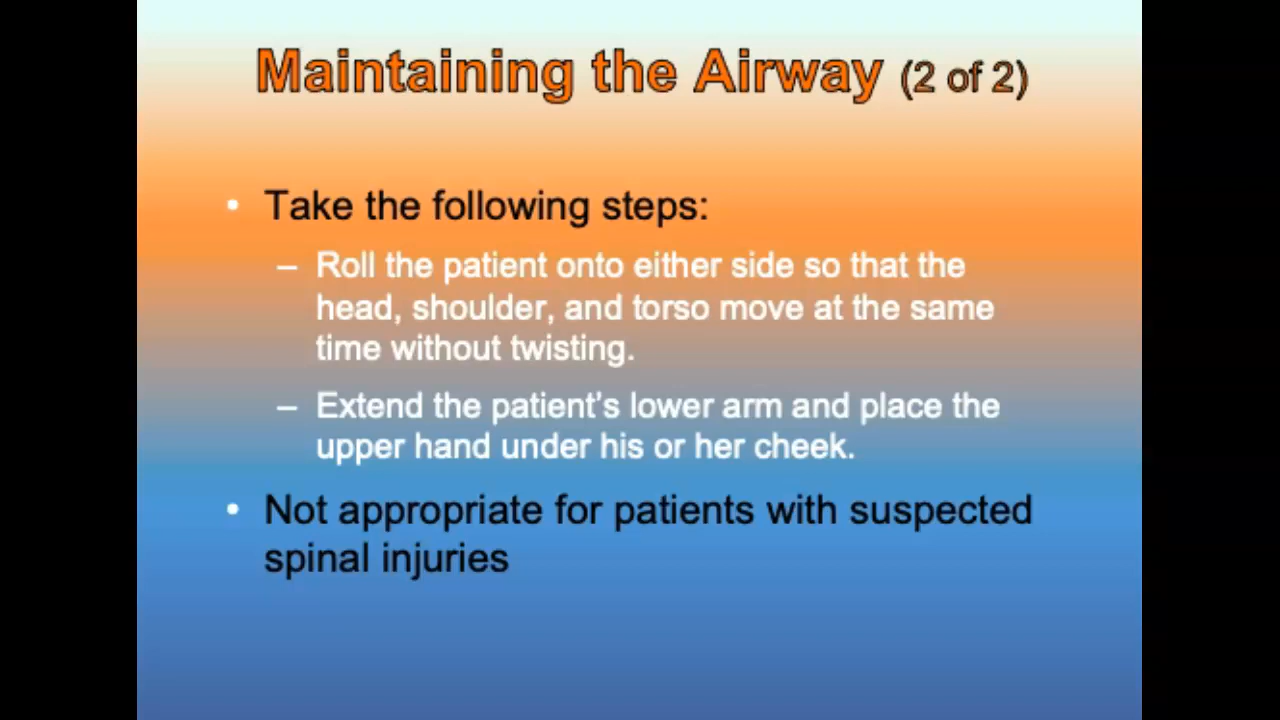 Maintaining the Airway (2 of 2)
• Take the following steps:
– Roll the patient onto either side so that the
head, shoulder, and torso move at the same
time without twisting.
– Extend the patient’s lower arm and place the
upper hand under his or her cheek.
• Not appropriate for patients with suspected
spinal injuries